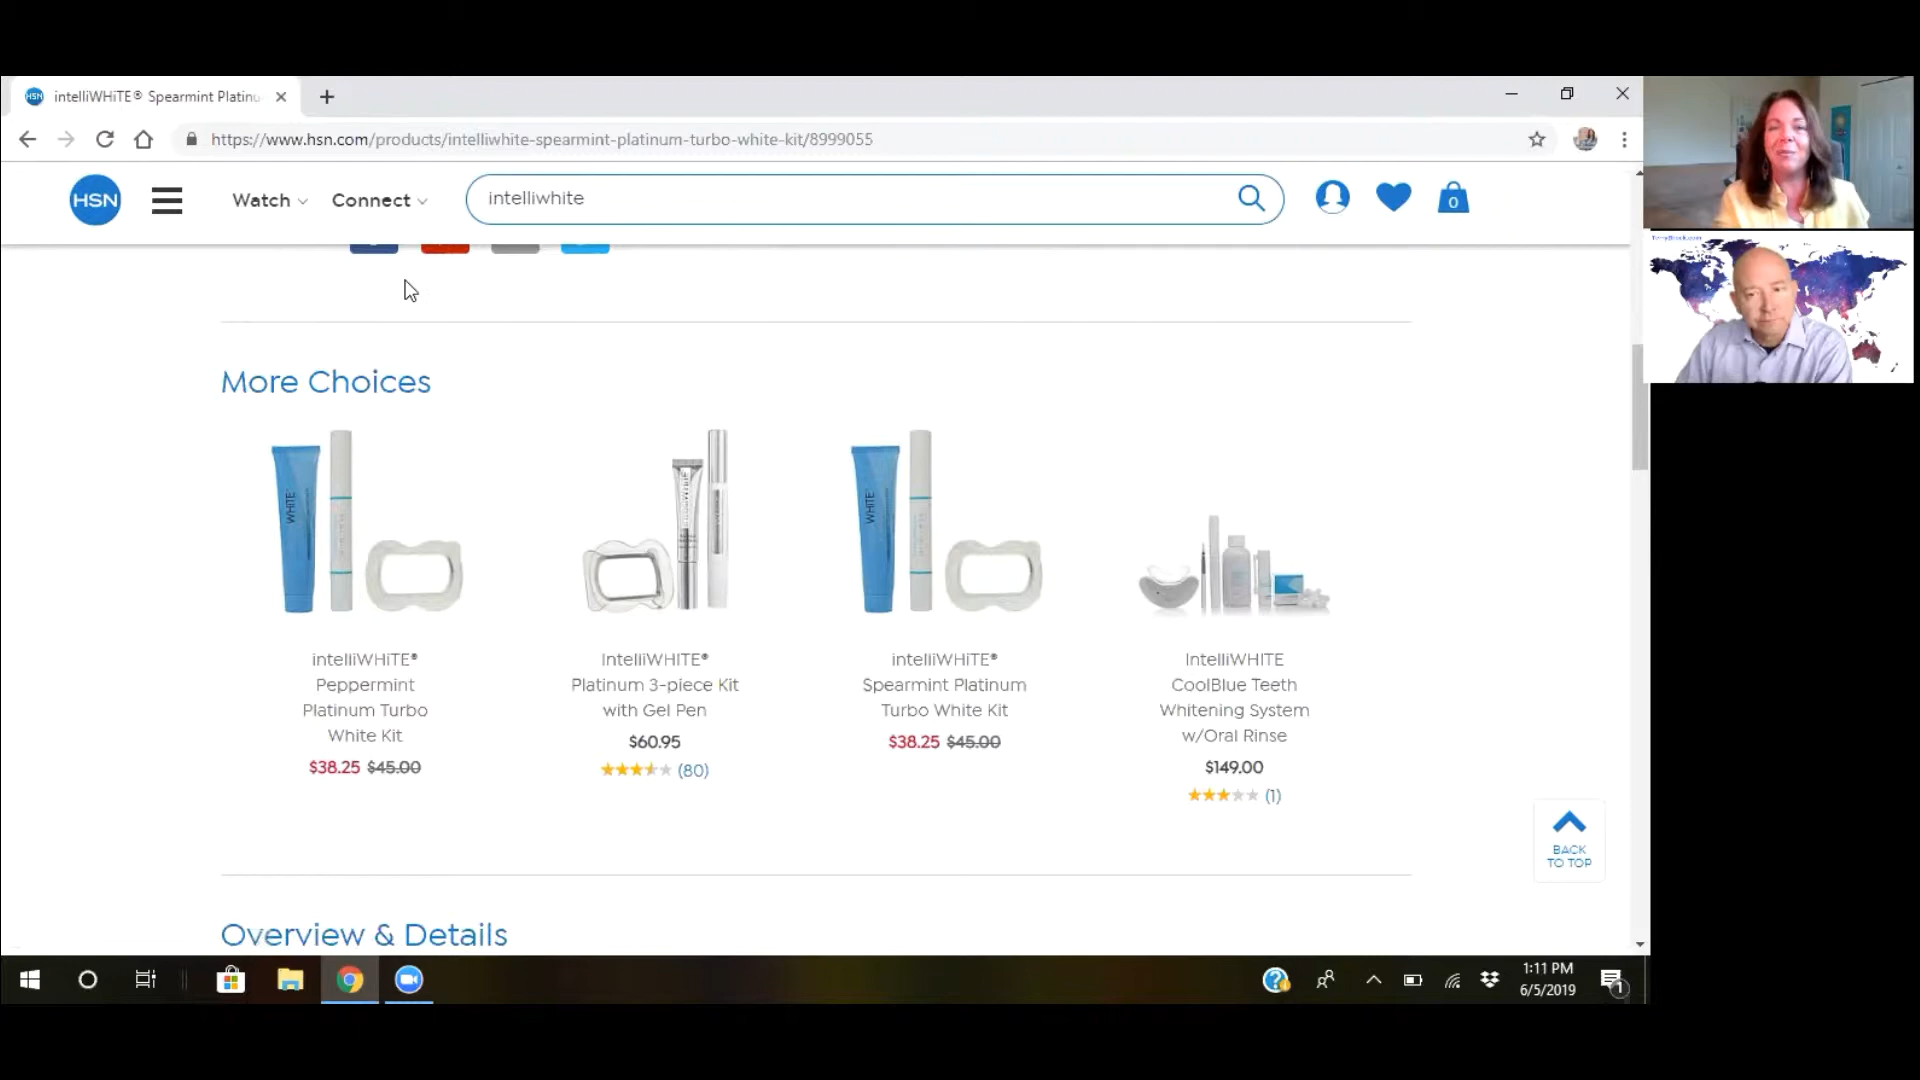 intelliWHiTE® Spearmint Platinu
https://www.hsn.com/products/intelliwhite-spearmint-platinum-turbo-white-kit/8999055
HSN
Watch
Connect
intelliwhite
0
More Choices
WHITE
WHITE
intelliWHiTE®
Peppermint
Platinum Turbo
White Kit
$38.25 $45.00
IntelliWHITE®
Platinum 3-piece Kit
with Gel Pen
$60.95
(80)
intelliWHiTE®
Spearmint Platinum
Turbo White Kit
$38.25 $45.00
IntelliWHITE
CoolBlue Teeth
Whitening System
w/Oral Rinse
$149.00
(1)
BACK
TO TOP
Overview & Details
1:11 PM
6/5/2019
1